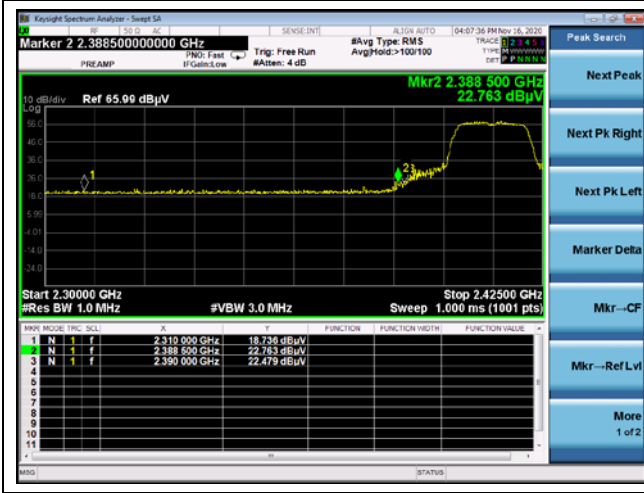 Keysight Spectrum Analyzer - Swept SA
RF 50 Ω AC SENSE:INT ALIGN AUTO 04:07:36 PM Nov 16, 2020
Marker 2 2.388500000000 GHz
PREAMP
PNO: Fast
IFGain:Low
Trig: Free Run
#Atten: 4 dB
#Avg Type: RMS
Avg|Hold:>100/100
TRACE 1 2 3 4 5 6
TYPE
DET P P N N N N
Peak Search
Next Peak
Next Pk Right
Next Pk Left
Marker Delta
Mkr→CF
Mkr→Ref Lvl
More
1 of 2
Mkr2 2.388 500 GHz
22.763 dBµV
10 dB/div Ref 65.99 dBµV
Log
56.0
46.0
36.0
26.0
16.0
5.99
-4.01
-14.0
-24.0
1
2
3
Start 2.30000 GHz Stop 2.42500 GHz
#Res BW 1.0 MHz #VBW 3.0 MHz Sweep 1.000 ms (1001 pts)
MKR MODE TRC SCL X Y FUNCTION FUNCTION WIDTH FUNCTION VALUE
1 N 1 f 2.310 000 GHz 18.736 dBµV
2 N 1 f 2.388 500 GHz 22.763 dBµV
3 N 1 f 2.390 000 GHz 22.479 dBµV
4
5
6
7
8
9
10
11
MSG STATUS